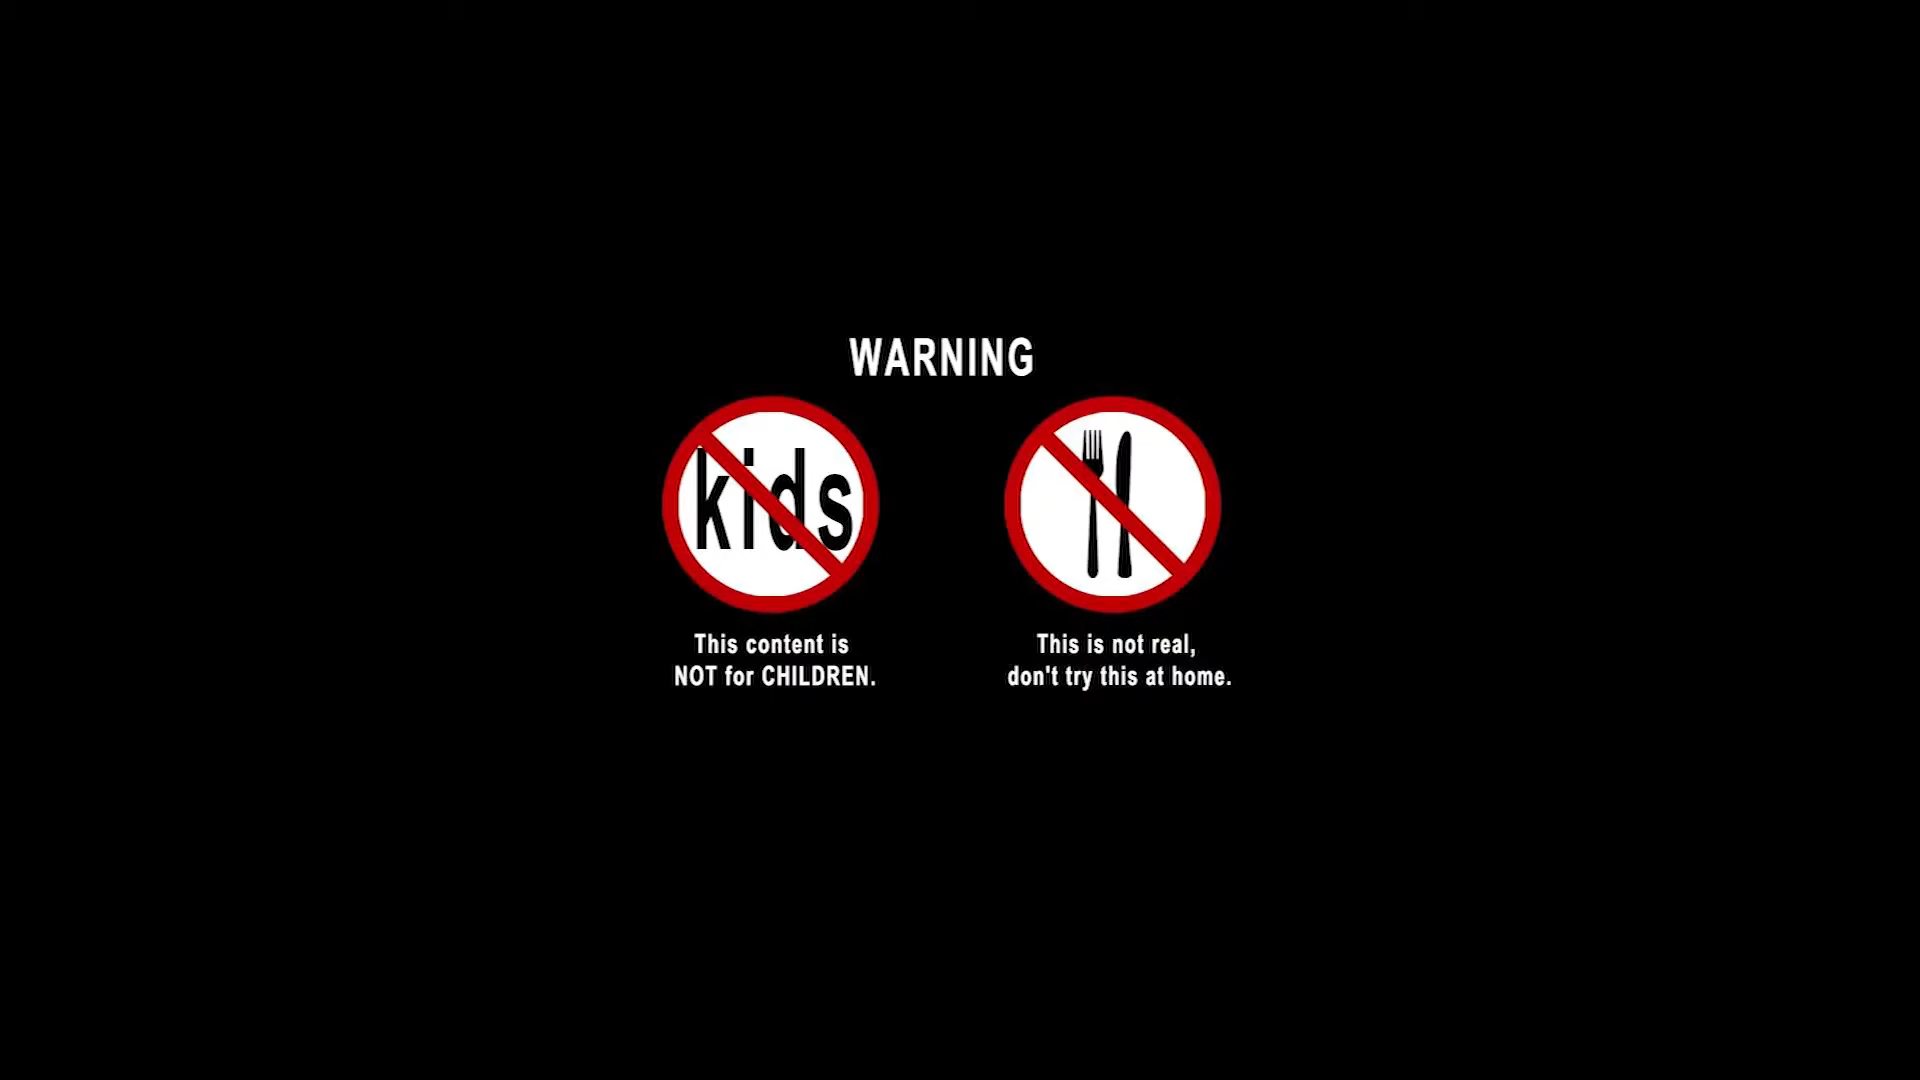 WARNING
kids
This content is
NOT for CHILDREN.
This is not real,
don't try this at home.